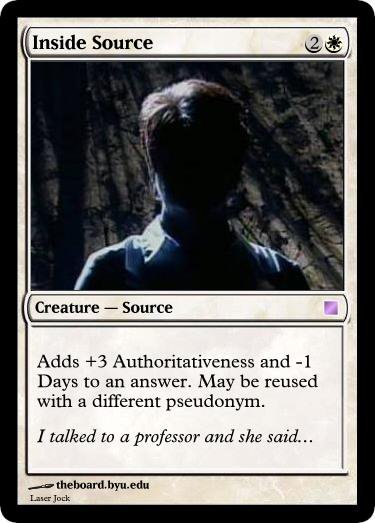 Inside Source 2
Creature — Source
Adds +3 Authoritativeness and -1
Days to an answer. May be reused
with a different pseudonym.
I talked to a professor and she said...
theboard.byu.edu
Laser Jock